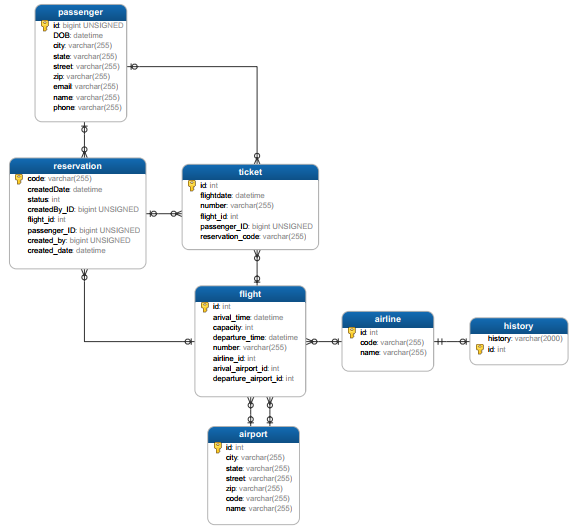 passenger
id: bigint UNSIGNED
DOB: datetime
city: varchar(255)
state: varchar(255)
street: varchar(255)
zip: varchar(255)
email: varchar(255)
name: varchar(255)
phone: varchar(255)
reservation
code: varchar(255)
createdDate: datetime
status: int
createdBy_ID: bigint UNSIGNED
flight_id: int
passenger_ID: bigint UNSIGNED
created_by: bigint UNSIGNED
created_date: datetime
ticket
id: int
flightdate: datetime
number: varchar(255)
flight_id: int
passenger_ID: bigint UNSIGNED
reservation_code: varchar(255)
flight
id: int
arival_time: datetime
capacity: int
departure_time: datetime
number: varchar(255)
airline_id: int
arival_airport_id: int
departure_airport_id: int
airline
id: int
code: varchar(255)
name: varchar(255)
history
history: varchar(2000)
id: int
airport
id: int
city: varchar(255)
state: varchar(255)
street: varchar(255)
zip: varchar(255)
code: varchar(255)
name: varchar(255)